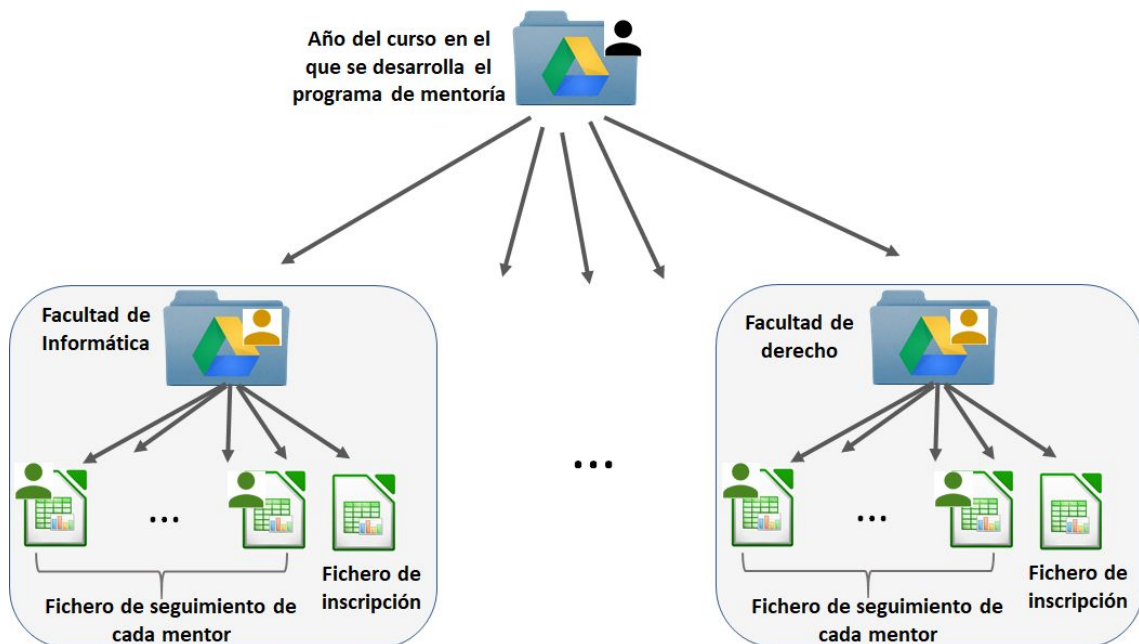 Año del curso en el
que se desarrolla el
programa de mentoría
Facultad de
Informática
...
Fichero de seguimiento de
cada mentor
Fichero de
inscripción
...
Facultad de
derecho
...
Fichero de seguimiento de
cada mentor
Fichero de
inscripción